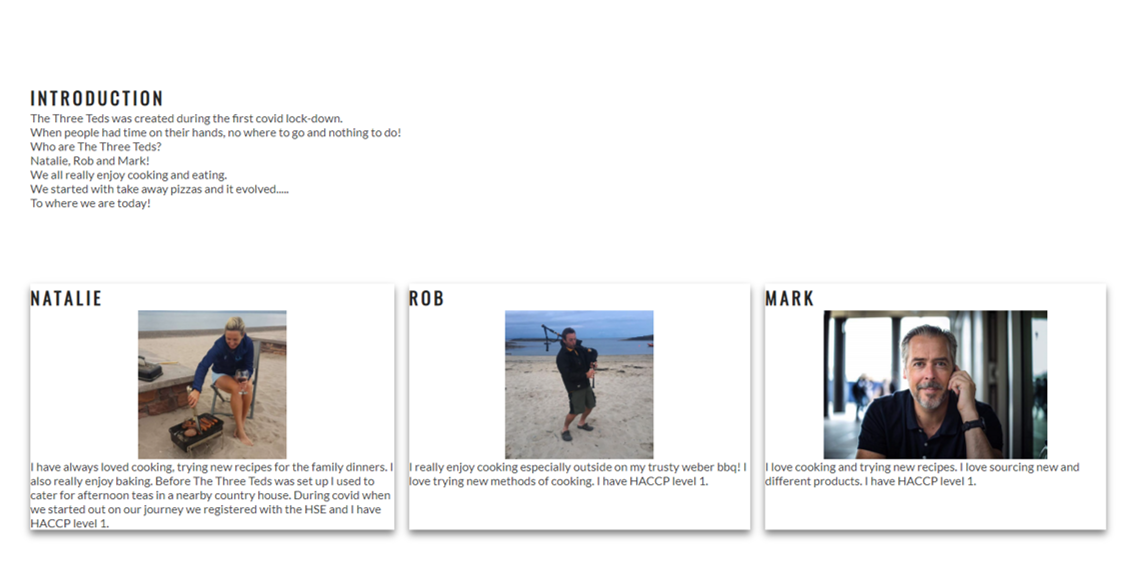 INTRODUCTION
The Three Teds was created during the first covid lock-down.
When people had time on their hands, no where to go and nothing to do!
Who are The Three Teds?
Natalie, Rob and Mark!
We all really enjoy cooking and eating.
We started with take away pizzas and it evolved.....
To where we are today!
NATALIE
I have always loved cooking, trying new recipes for the family dinners. I
also really enjoy baking. Before The Three Teds was set up I used to
cater for afternoon teas in a nearby country house. During covid when
we started out on our journey we registered with the HSE and I have
HACCP level 1.
ROB
I really enjoy cooking especially outside on my trusty weber bbq! I
love trying new methods of cooking. I have HACCP level 1.
MARK
I love cooking and trying new recipes. I love sourcing new and
different products. I have HACCP level 1.